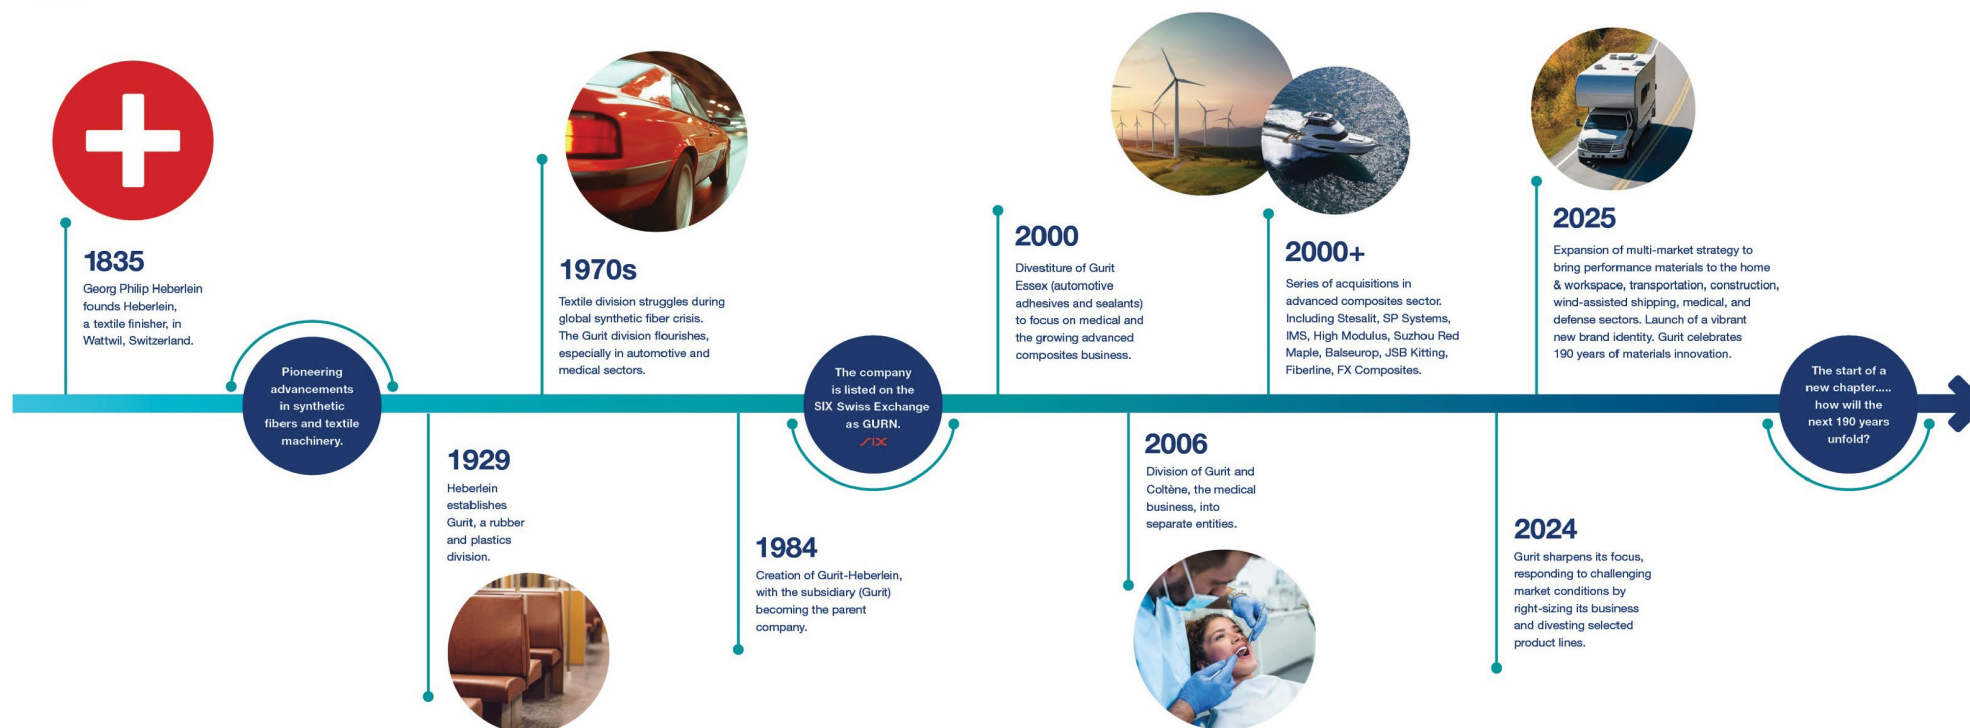 1835
Georg Philip Heberlein
founds Heberlein,
a textile finisher, in
Wattwil, Switzerland.
Pioneering
advancements
in synthetic
fibers and textile
machinery.
1929
Heberlein
establishes
Gurit, a rubber
and plastics
division.
1970s
Textile division struggles during
global synthetic fiber crisis.
The Gurit division flourishes,
especially in automotive and
medical sectors.
1984
Creation of Gurit-Heberlein,
with the subsidiary (Gurit)
becoming the parent
company.
The company
is listed on the
SIX Swiss Exchange
as GURN.
SIX
2000
Divestiture of Gurit
Essex (automotive
adhesives and sealants)
to focus on medical and
the growing advanced
composites business.
2006
Division of Gurit and
Coltène, the medical
business, into
separate entities.
2000+
Series of acquisitions in
advanced composites sector.
Including Stesalit, SP Systems,
IMS, High Modulus, Suzhou Red
Maple, Balseurop, JSB Kitting,
Fiberline, FX Composites.
2024
Gurit sharpens its focus,
responding to challenging
market conditions by
right-sizing its business
and divesting selected
product lines.
2025
Expansion of multi-market strategy to
bring performance materials to the home
& workspace, transportation, construction,
wind-assisted shipping, medical, and
defense sectors. Launch of a vibrant
new brand identity. Gurit celebrates
190 years of materials innovation.
The start of a
new chapter.....
how will the
next 190 years
unfold?